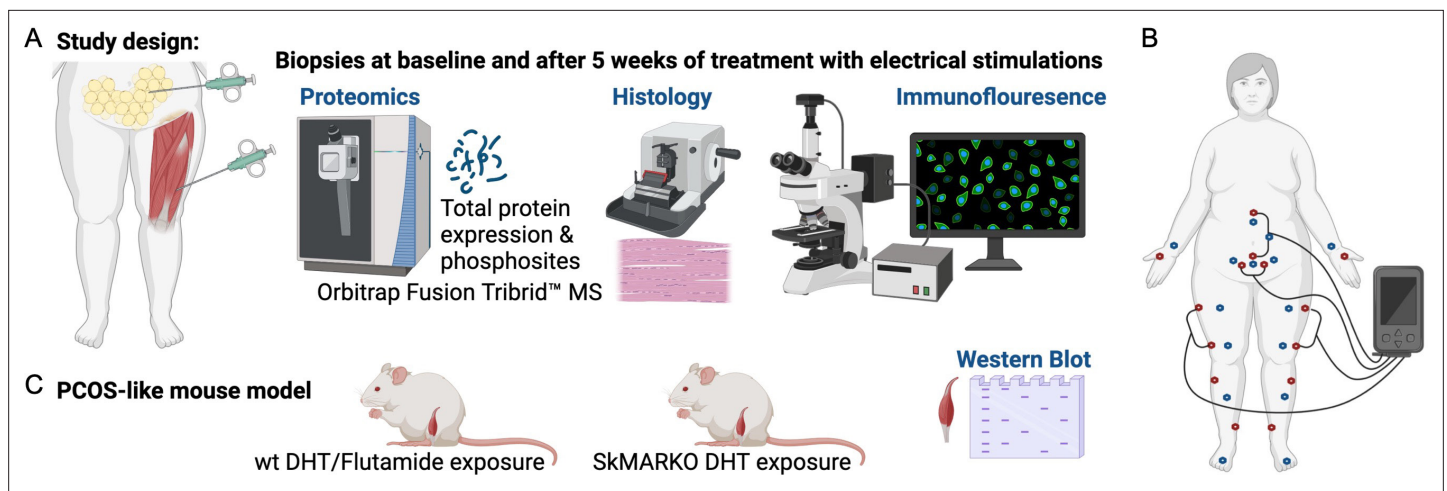 A Study design:
B
Biopsies at baseline and after 5 weeks of treatment with electrical stimulations
Proteomics
Histology
Immunoflouresence
Total protein
expression &
phosphosites
Orbitrap Fusion Tribrid™ MS
C PCOS-like mouse model
Western Blot
wt DHT/Flutamide exposure
SkMARKO DHT exposure